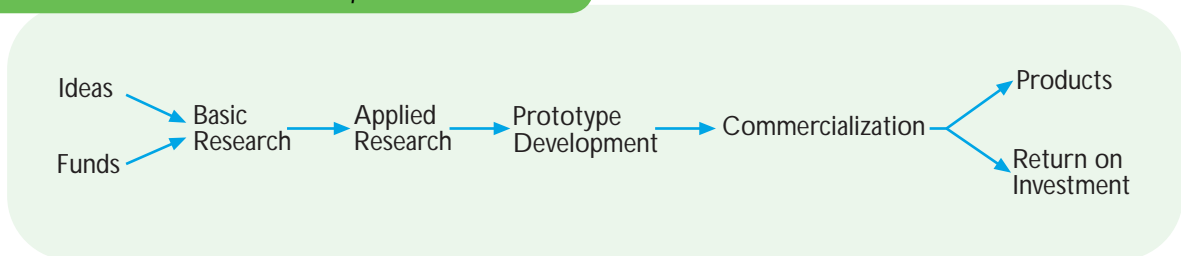 Ideas
Funds
Basic
Research
Applied
Research
Prototype
Development
Commercialization
Products
Return on
Investment